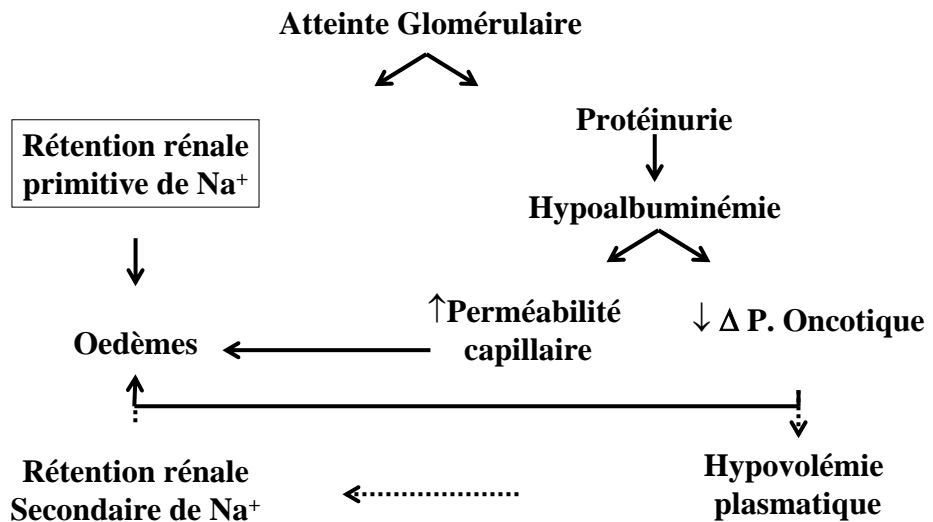 Atteinte Glomérulaire
Protéinurie
Rétention rénale
primitive de Na⁺
Hypoalbuminémie
↑Perméabilité
capillaire
↓ Δ P. Oncotique
Oedèmes
Rétention rénale
Secondaire de Na⁺
Hypovolémie
plasmatique